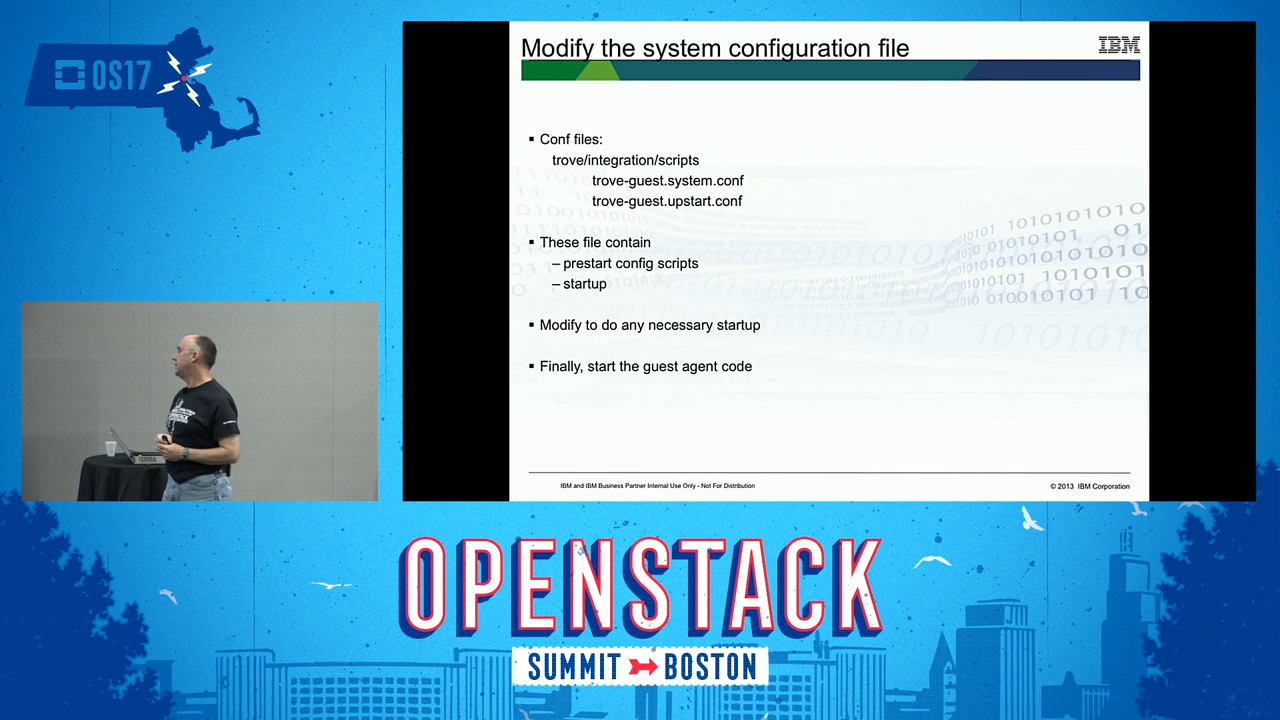 OS17
Modify the system configuration file
IBM
▪ Conf files:
trove/integration/scripts
trove-guest.system.conf
trove-guest.upstart.conf
▪ These file contain
– prestart config scripts
– startup
▪ Modify to do any necessary startup
▪ Finally, start the guest agent code
IBM and IBM Business Partner Internal Use Only - Not For Distribution
© 2013 IBM Corporation
OPENSTACK
SUMMIT BOSTON